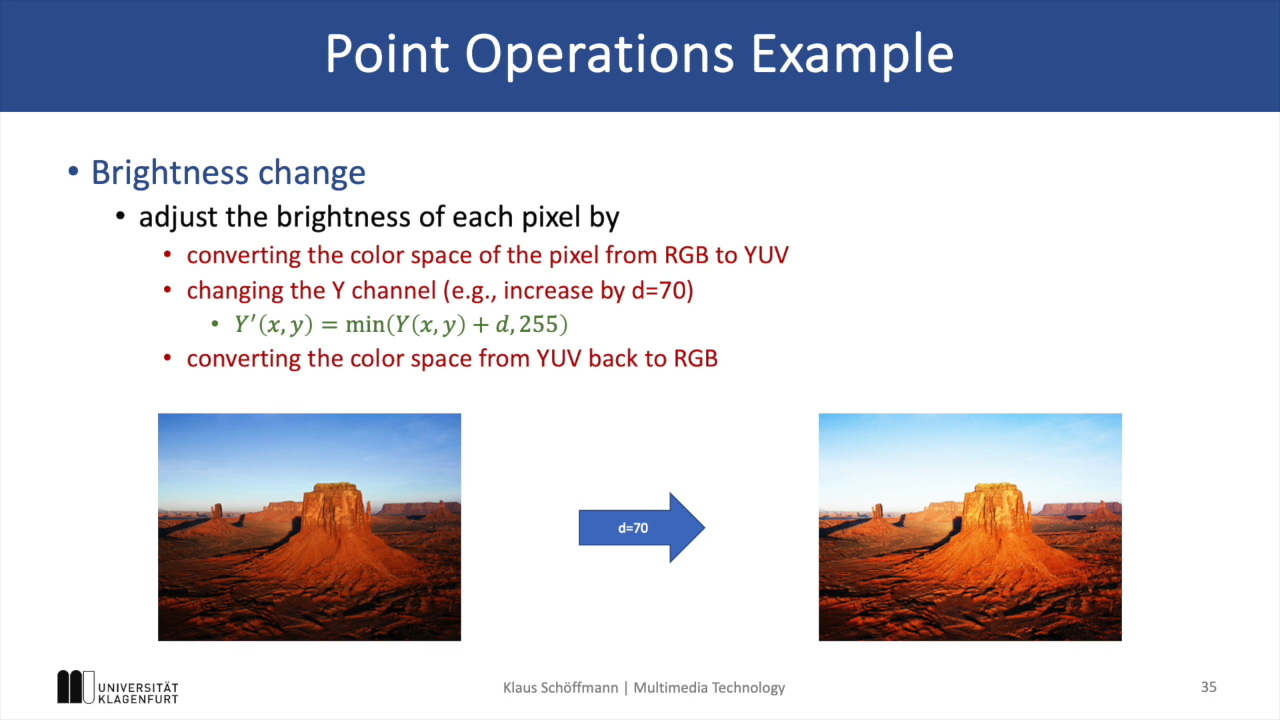 Point Operations Example
• Brightness change
• adjust the brightness of each pixel by
• converting the color space of the pixel from RGB to YUV
• changing the Y channel (e.g., increase by d=70)
• Y′(x, y) = min(Y(x, y) + d, 255)
• converting the color space from YUV back to RGB
d=70
UNIVERSITÄT
KLAGENFURT
Klaus Schöffmann | Multimedia Technology
35